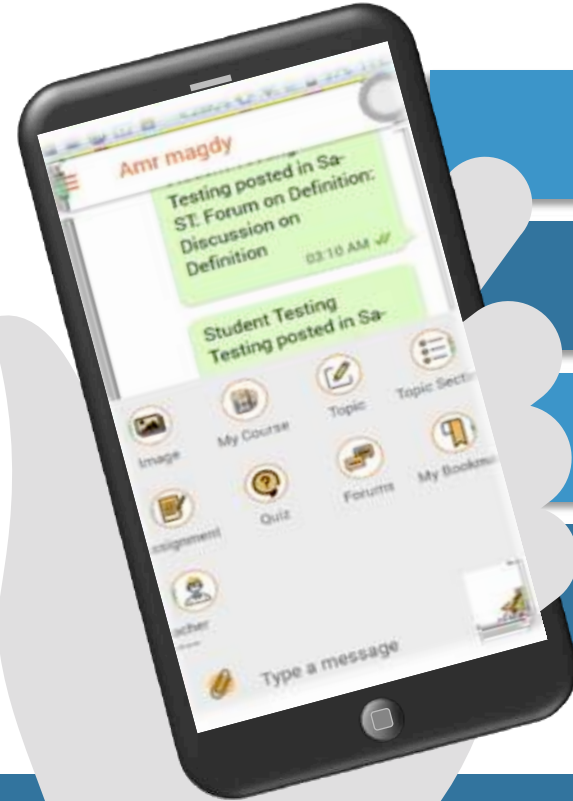 Amr magdy
Testing posted in Sa-
ST: Forum on Definition:
Discussion on
Definition
03:10 AM
Student Testing
Testing posted in Sa-
Image
My Course
Topic
Topic Secti
ssignment
Quiz
Forums
My Bookma
acher
Type a message